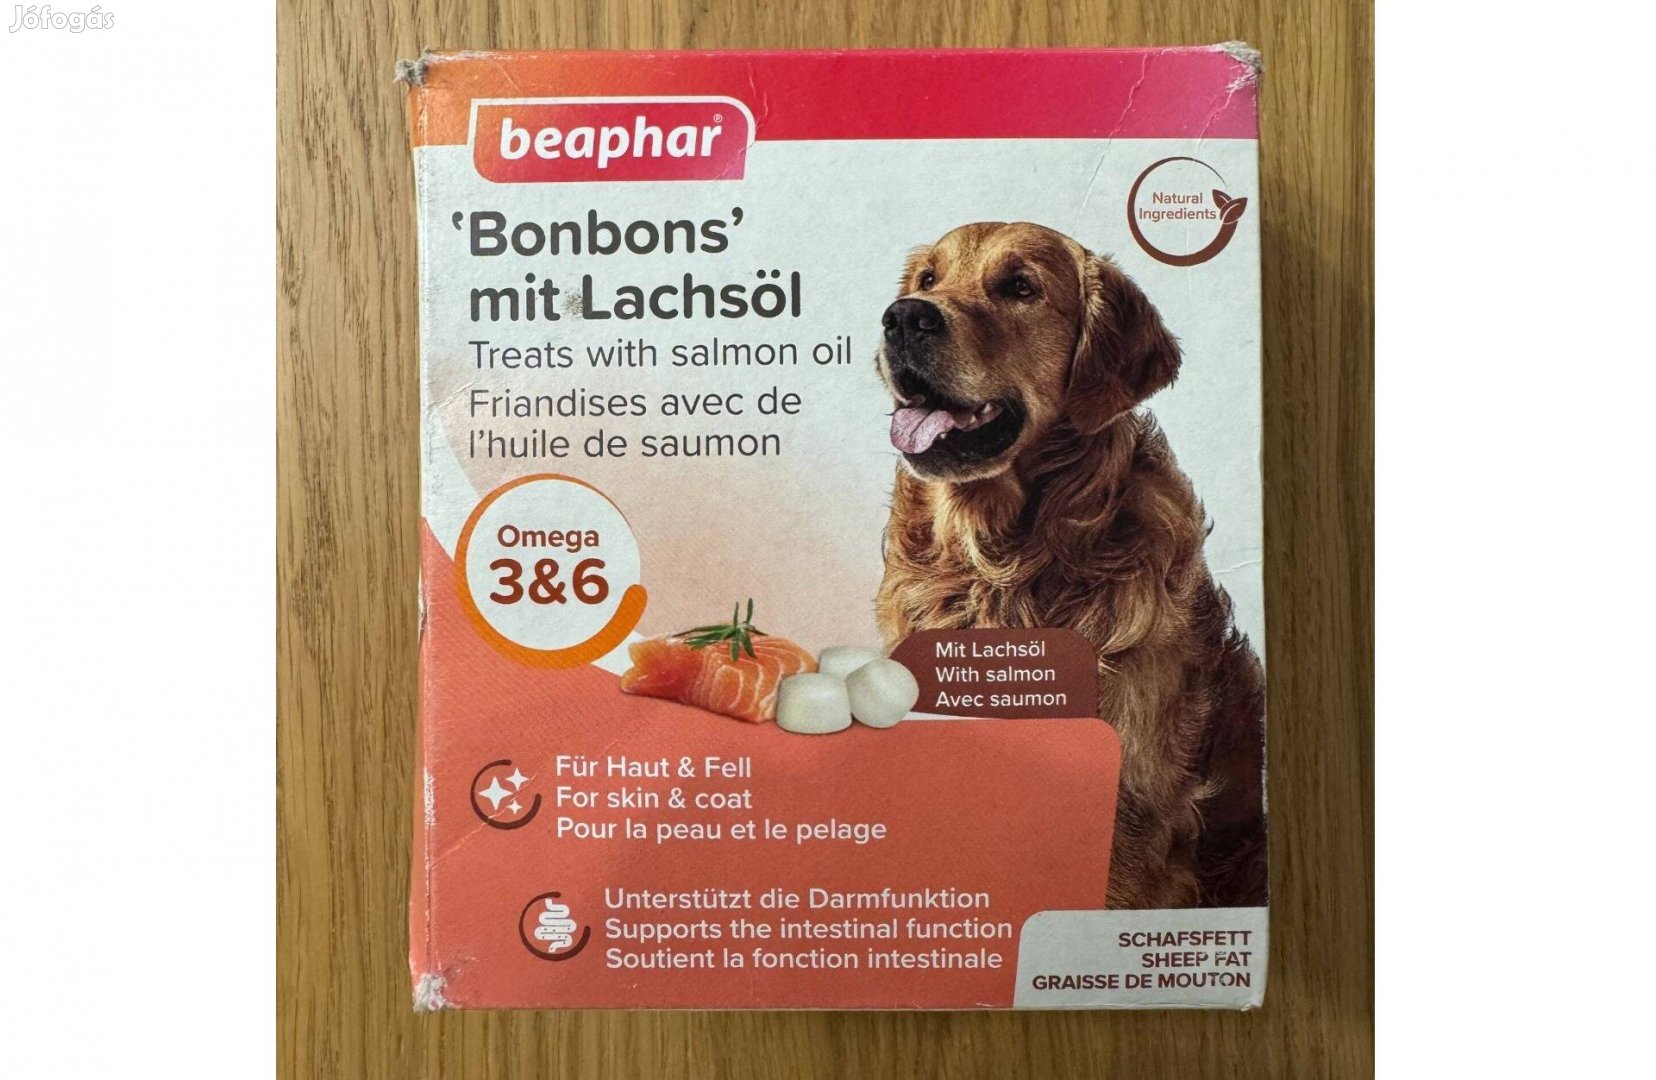 Jófogás
beaphar®
Natural
Ingredients
‘Bonbons’
mit Lachsöl
Treats with salmon oil
Friandises avec de
l’huile de saumon
Omega
3&6
Mit Lachsöl
With salmon
Avec saumon
Für Haut & Fell
For skin & coat
Pour la peau et le pelage
Unterstützt die Darmfunktion
Supports the intestinal function
Soutient la fonction intestinale
SCHAFSFETT
SHEEP FAT
GRAISSE DE MOUTON